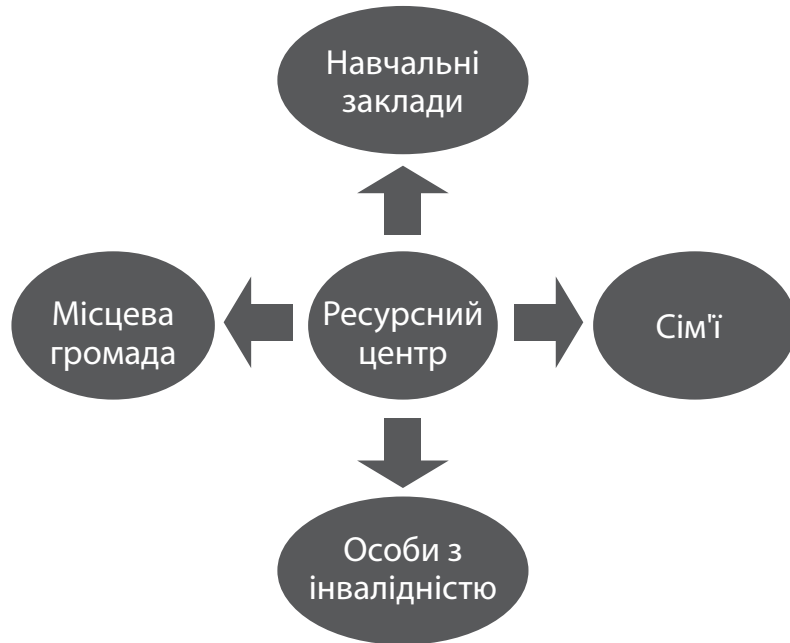 Навчальні
заклади
Місцева
громада
Ресурсний
центр
Сім'ї
Особи з
інвалідністю